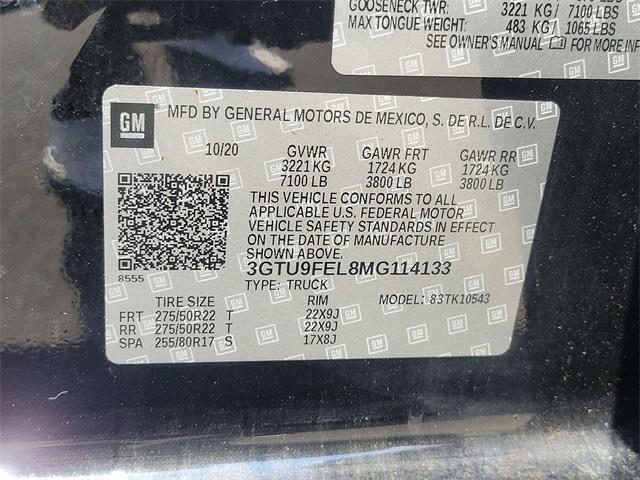 GOOSENECK TWR: 3221 KG/ 7100 LBS
MAX TONGUE WEIGHT: 483 KG/ 1065 LBS
SEE OWNER'S MANUAL FOR MORE
GM
MFD BY GENERAL MOTORS DE MEXICO, S. DE R.L. DE C.V.
10/20 GVWR GAWR FRT GAWR RR
3221 KG 1724 KG 1724 KG
7100 LB 3800 LB 3800 LB
THIS VEHICLE CONFORMS TO ALL
APPLICABLE U.S. FEDERAL MOTOR
VEHICLE SAFETY STANDARDS IN
EFFECT ON THE DATE OF MANUFACTURE
SHOWN ABOVE.
8555
3GTU9FEL8MG114133
TYPE: TRUCK MODEL: 83TK10543
TIRE SIZE RIM
FRT 275/50R22 T 22X9J
RR 275/50R22 T 22X9J
SPA 255/80R17 S 17X8J